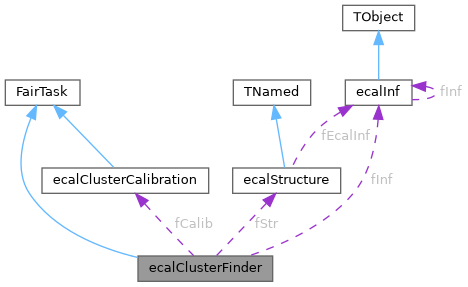 TObject
FairTask
TNamed
ecalInf
fInf
fEcalInf
ecalClusterCalibration
ecalStructure
fInf
fCalib
fStr
ecalClusterFinder